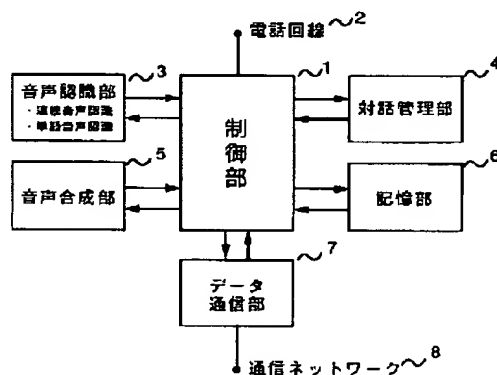 電話回線 2
3
音声認識部
・連続音声認識
・単語音声認識
1
制御部
4
対話管理部
5
音声合成部
6
記憶部
7
データ
通信部
通信ネットワーク 8